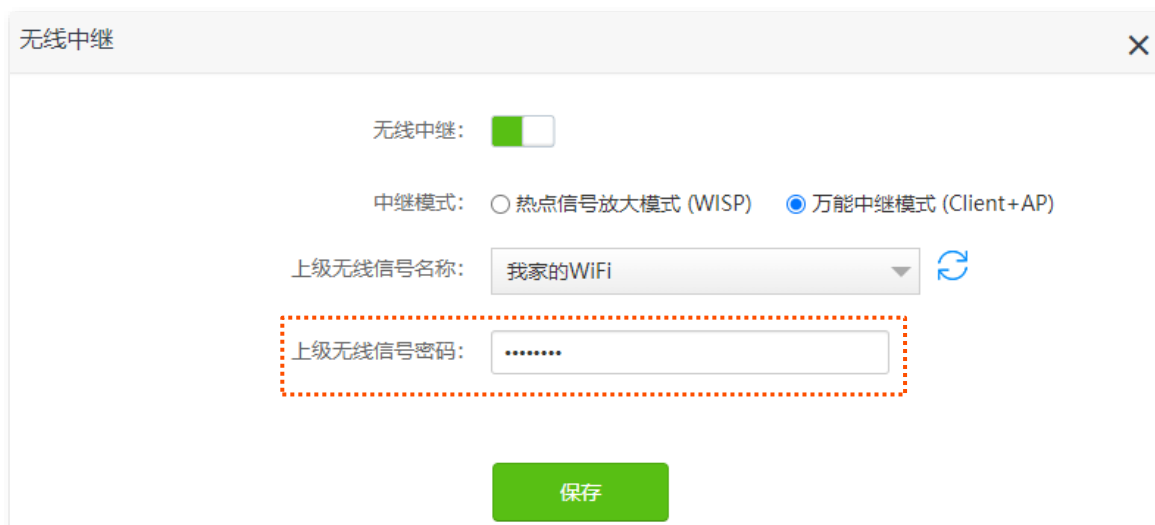 无线中继
无线中继：
中继模式： 热点信号放大模式 (WISP) 万能中继模式 (Client+AP)
上级无线信号名称： 我家的WiFi
上级无线信号密码： ••••••••
保存